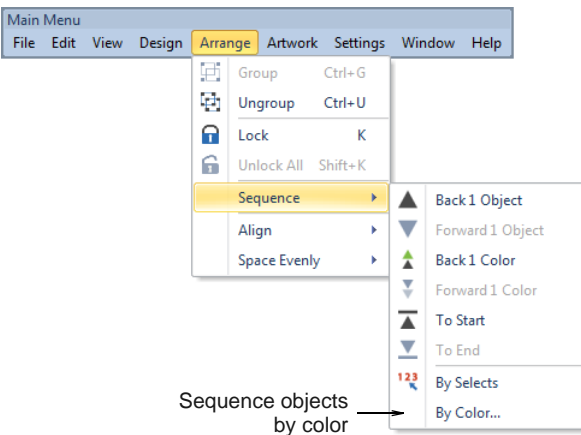 Main Menu
File Edit View Design Arrange Artwork Settings Window Help
Group Ctrl+G
Ungroup Ctrl+U
Lock K
Unlock All Shift+K
Sequence
Align
Space Evenly
Back 1 Object
Forward 1 Object
Back 1 Color
Forward 1 Color
To Start
To End
123 By Selects
By Color...
Sequence objects
by color